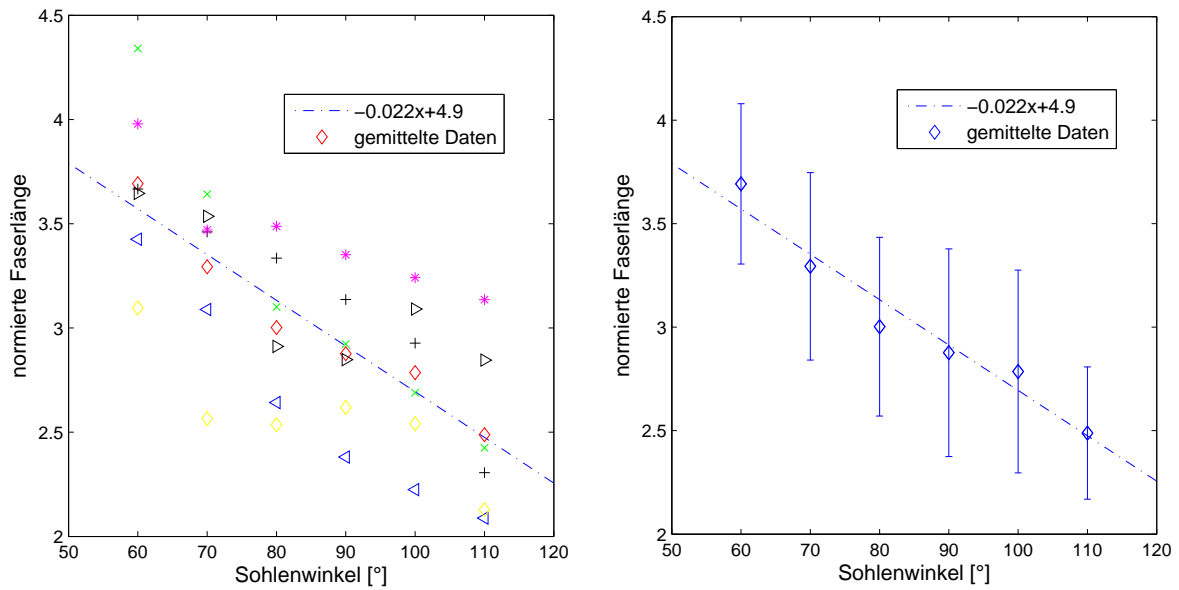 4.5
4
3.5
3
2.5
2
50 60 70 80 90 100 110 120
normierte Faserlänge
Sohlenwinkel [°]
−0.022x+4.9
gemittelte Daten
4.5
4
3.5
3
2.5
2
50 60 70 80 90 100 110 120
normierte Faserlänge
Sohlenwinkel [°]
−0.022x+4.9
gemittelte Daten